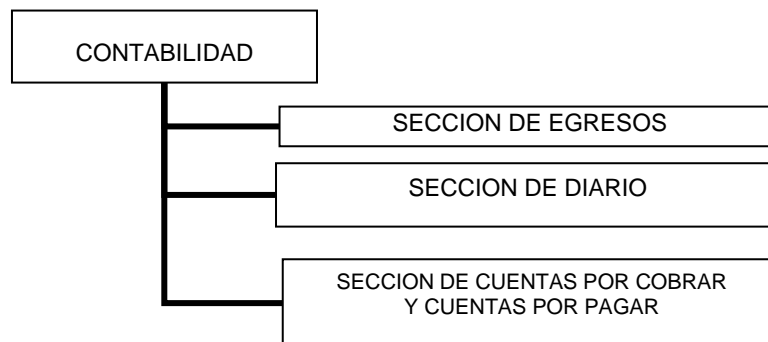 CONTABILIDAD
SECCION DE EGRESOS
SECCION DE DIARIO
SECCION DE CUENTAS POR COBRAR
Y CUENTAS POR PAGAR